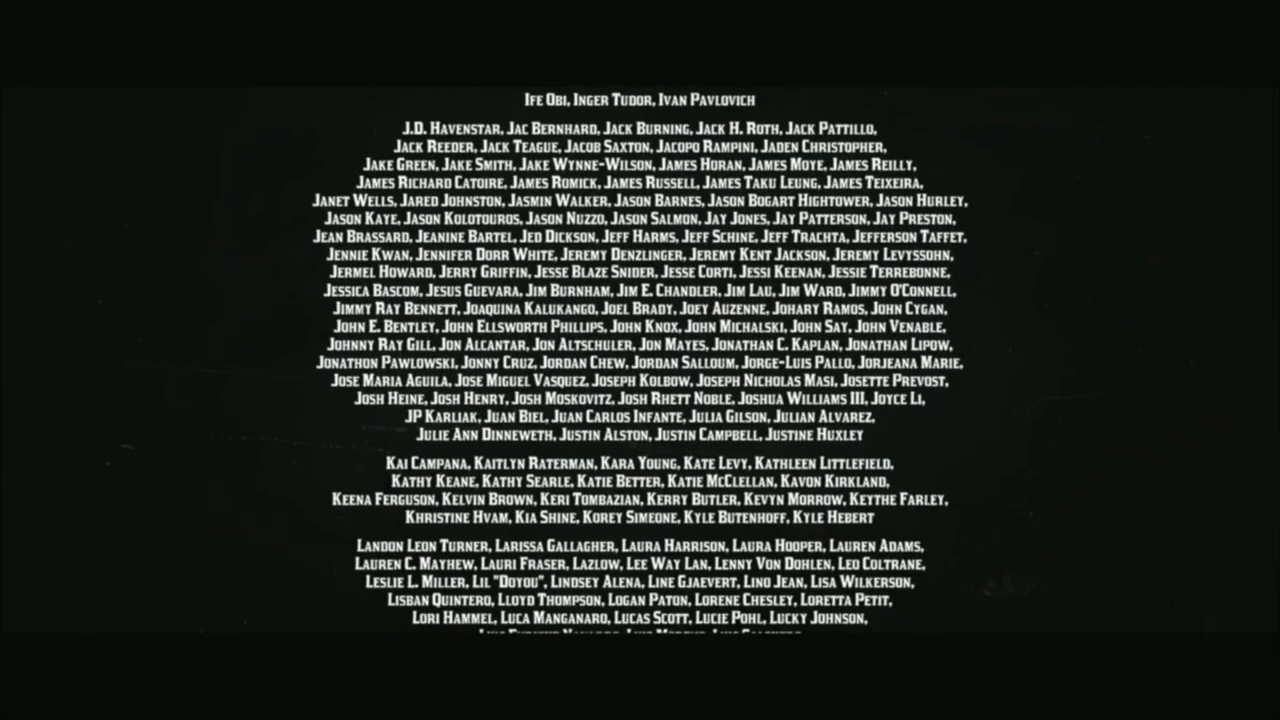 Ife Obi, Inger Tudor, Ivan Pavlovich
J.D. Havenstar, Jac Bernhard, Jack Burning, Jack H. Roth, Jack Pattillo,
Jack Reeder, Jack Teague, Jacob Saxton, Jacopo Rampini, Jaden Christopher,
Jake Green, Jake Smith, Jake Wynne-Wilson, James Horan, James Moye, James Reilly,
James Richard Catoire, James Romick, James Russell, James Taku Leung, James Teixeira,
Janet Wells, Jared Johnston, Jasmin Walker, Jason Barnes, Jason Bogart Hightower, Jason Hurley,
Jason Kaye, Jason Kolotouros, Jason Nuzzo, Jason Salmon, Jay Jones, Jay Patterson, Jay Preston,
Jean Brassard, Jeanine Bartel, Jed Dickson, Jeff Harms, Jeff Schine, Jeff Trachta, Jefferson Taffet,
Jennie Kwan, Jennifer Dorr White, Jeremy Denzlinger, Jeremy Kent Jackson, Jeremy Levyssohn,
Jermel Howard, Jerry Griffin, Jesse Blaze Snider, Jesse Corti, Jessi Keenan, Jessie Terrebonne,
Jessica Bascom, Jesus Guevara, Jim Burnham, Jim E. Chandler, Jim Lau, Jim Ward, Jimmy O'Connell,
Jimmy Ray Bennett, Joaquina Kalukango, Joel Brady, Joey Auzenne, Johary Ramos, John Cygan,
John E. Bentley, John Ellsworth Phillips, John Knox, John Michalski, John Say, John Venable,
Johnny Ray Gill, Jon Alcantar, Jon Altschuler, Jon Mayes, Jonathan C. Kaplan, Jonathan Lipow,
Jonathon Pawlowski, Jonny Cruz, Jordan Chew, Jordan Salloum, Jorge-Luis Pallo, Jorjeana Marie,
Jose Maria Aguila, Jose Miguel Vasquez, Joseph Kolbow, Joseph Nicholas Masi, Josette Prevost,
Josh Heine, Josh Henry, Josh Moskovitz, Josh Rhett Noble, Joshua Williams III, Joyce Li,
JP Karliak, Juan Biel, Juan Carlos Infante, Julia Gilson, Julian Alvarez,
Julie Ann Dinneweth, Justin Alston, Justin Campbell, Justine Huxley
Kai Campana, Kaitlyn Raterman, Kara Young, Kate Levy, Kathleen Littlefield,
Kathy Keane, Kathy Searle, Katie Better, Katie McClellan, Kavon Kirkland,
Keena Ferguson, Kelvin Brown, Keri Tombazian, Kerry Butler, Kevyn Morrow, Keythe Farley,
Khristine Hvam, Kia Shine, Korey Simeone, Kyle Butenhoff, Kyle Hebert
Landon Leon Turner, Larissa Gallagher, Laura Harrison, Laura Hooper, Lauren Adams,
Lauren C. Mayhew, Lauri Fraser, Lazlow, Lee Way Lan, Lenny Von Dohlen, Leo Coltrane,
Leslie L. Miller, Lil "Doyou", Lindsey Alena, Line Gjaevert, Lino Jean, Lisa Wilkerson,
Lisban Quintero, Lloyd Thompson, Logan Paton, Lorene Chesley, Loretta Petit,
Lori Hammel, Luca Manganaro, Lucas Scott, Lucie Pohl, Lucky Johnson,